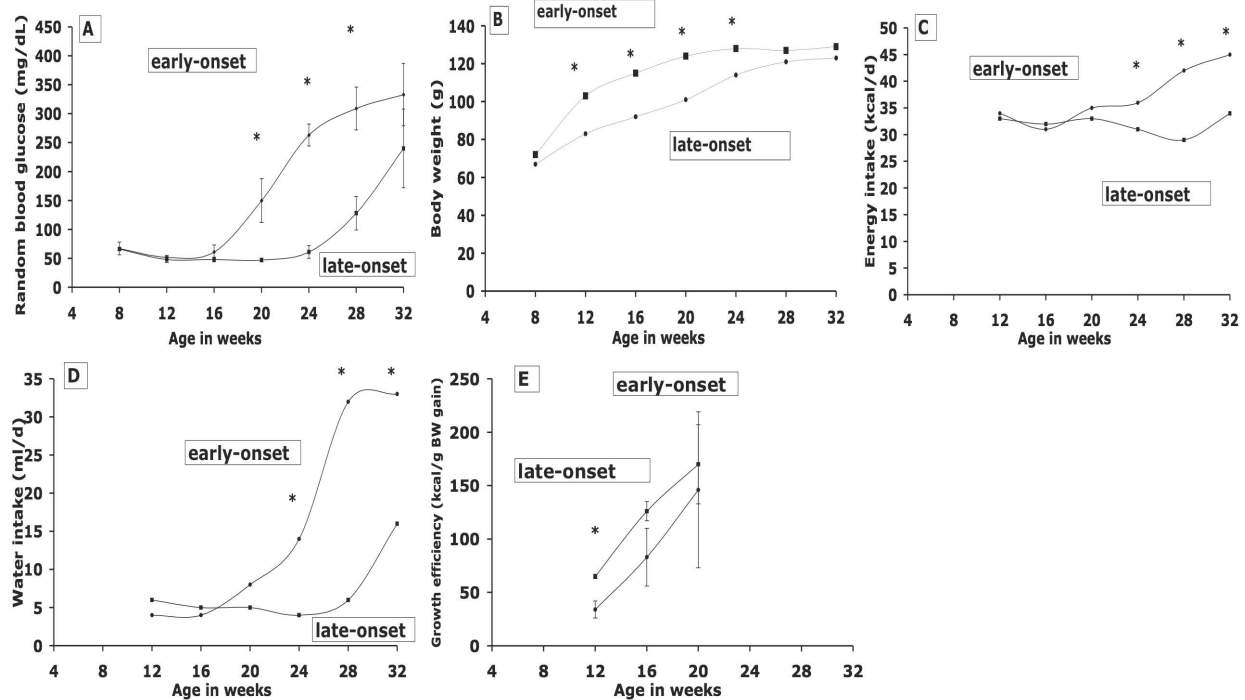 A
Random blood glucose (mg/dL)
450
400
350
300
250
200
150
100
50
0
early-onset
*
*
*
late-onset
4 8 12 16 20 24 28 32
Age in weeks
B
Body weight (g)
140
120
100
80
60
40
20
0
early-onset
*
*
*
*
late-onset
4 8 12 16 20 24 28 32
Age in weeks
C
Energy intake (kcal/d)
50
45
40
35
30
25
20
15
10
5
0
early-onset
*
*
*
late-onset
4 8 12 16 20 24 28 32
Age in weeks
D
Water intake (ml/d)
35
30
25
20
15
10
5
0
early-onset
*
*
*
late-onset
4 8 12 16 20 24 28 32
Age in weeks
E
Growth efficiency (kcal/g BW gain)
250
200
150
100
50
0
early-onset
late-onset
*
4 8 12 16 20 24 28 32
Age in weeks